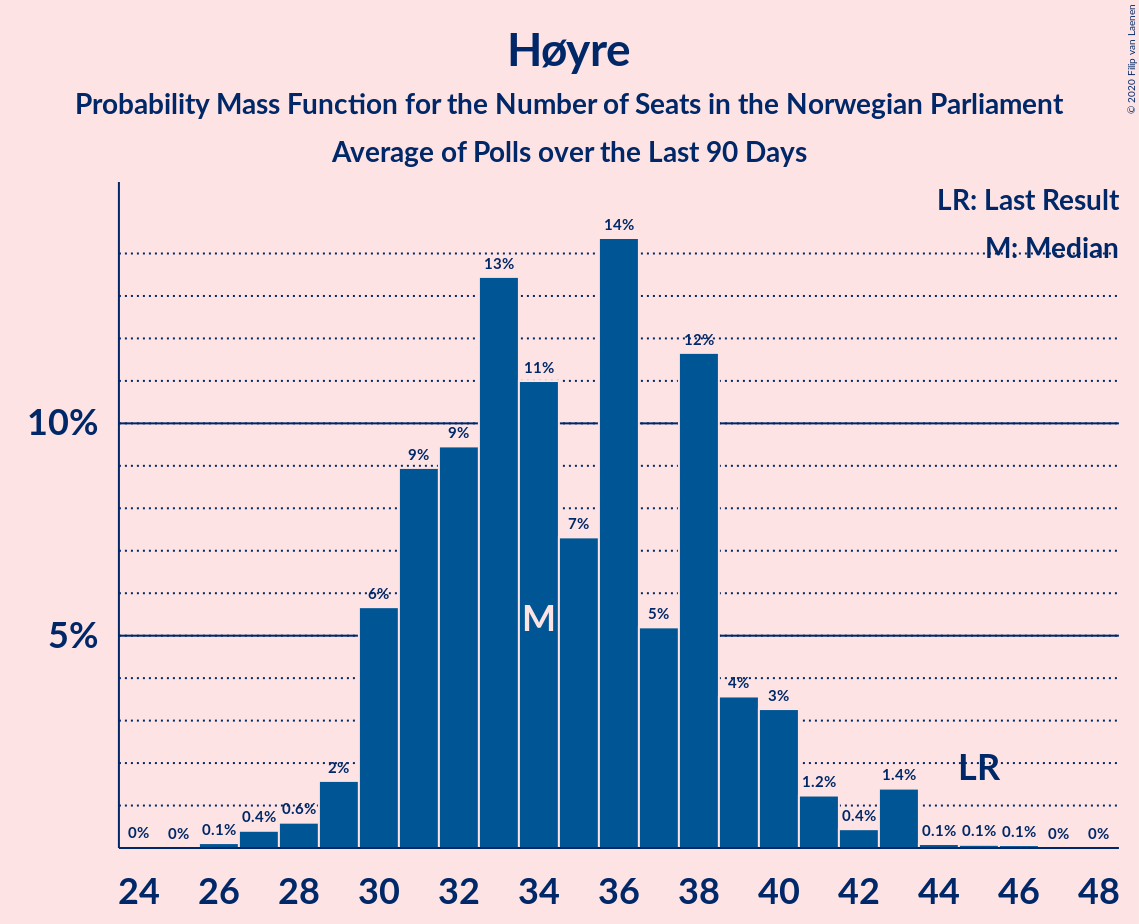 Høyre
Probability Mass Function for the Number of Seats in the Norwegian Parliament
Average of Polls over the Last 90 Days
© 2020 Filip van Laenen
LR: Last Result
M: Median
10%
5%
0% 0% 0.1% 0.4% 0.6% 2% 6% 9% 9% 13% 11% 7% 14% 5% 12% 4% 3% 1.2% 0.4% 1.4% 0.1% 0.1% 0.1% 0% 0%
M
LR
24 26 28 30 32 34 36 38 40 42 44 46 48